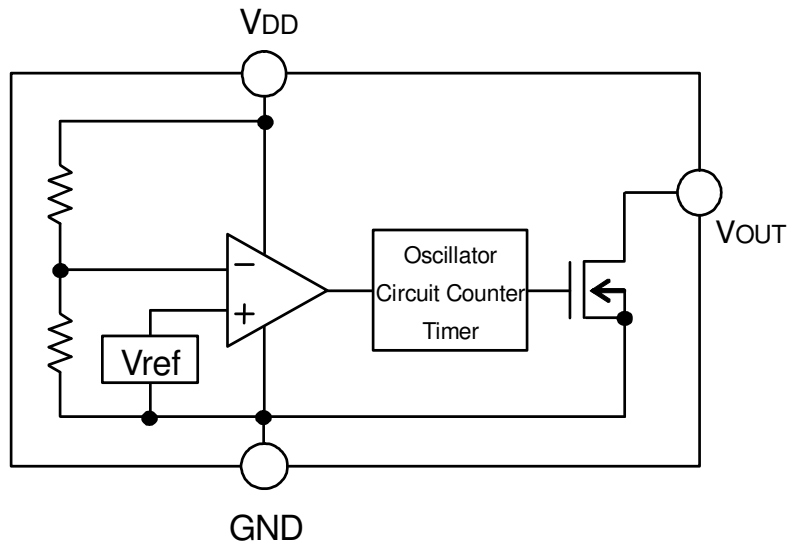 VDD
VOUT
Oscillator
Circuit Counter
Timer
−
+
Vref
GND